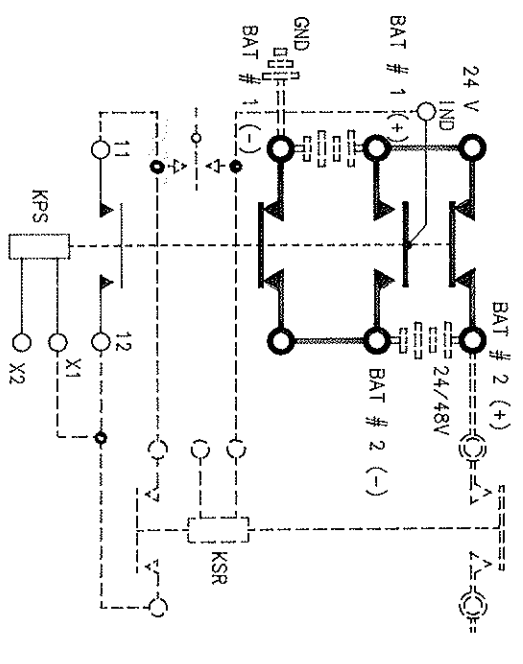 24 V
BAT # 1 (+)
IND
GND
BAT # 1 (-)
BAT # 2 (+)
24/48V
BAT # 2 (-)
11
12
KPS
X1
X2
KSR